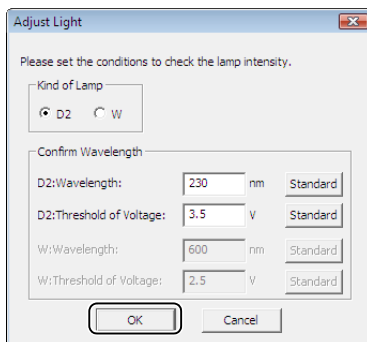 Adjust Light
Please set the conditions to check the lamp intensity.
Kind of Lamp
D2 W
Confirm Wavelength
D2:Wavelength: 230 nm Standard
D2:Threshold of Voltage: 3.5 V Standard
W:Wavelength: 600 nm Standard
W:Threshold of Voltage: 2.5 V Standard
OK Cancel